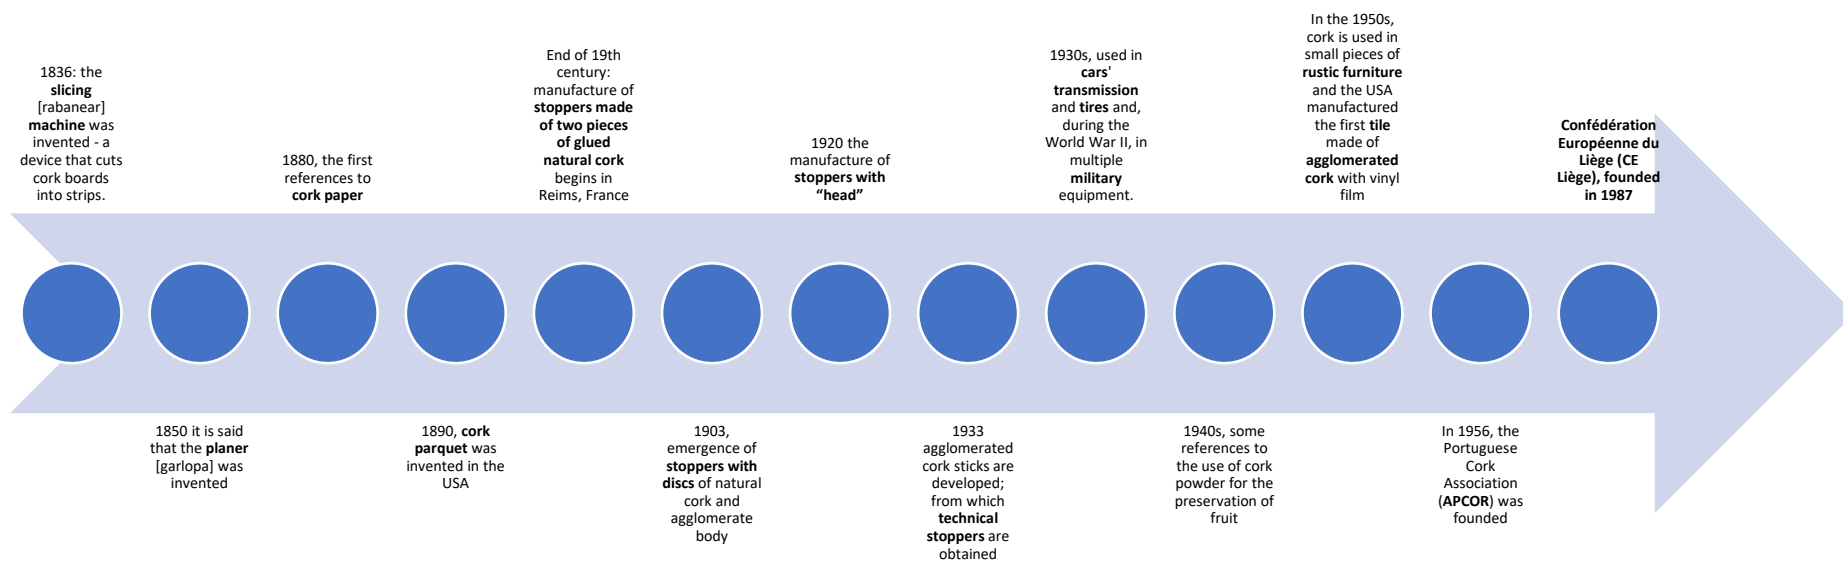 1836: the
slicing
[rabanear]
machine was
invented - a
device that cuts
cork boards
into strips.
1850 it is said
that the planer
[garlopa] was
invented
1880, the first
references to
cork paper
1890, cork
parquet was
invented in the
USA
End of 19th
century:
manufacture of
stoppers made
of two pieces
of glued
natural cork
begins in
Reims, France
1903,
emergence of
stoppers with
discs of natural
cork and
agglomerate
body
1920 the
manufacture of
stoppers with
“head”
1933
agglomerated
cork sticks are
developed;
from which
technical
stoppers are
obtained
1930s, used in
cars'
transmission
and tires and,
during the
World War II, in
multiple
military
equipment.
1940s, some
references to
the use of cork
powder for the
preservation of
fruit
In the 1950s,
cork is used in
small pieces of
rustic furniture
and the USA
manufactured
the first tile
made of
agglomerated
cork with vinyl
film
In 1956, the
Portuguese
Cork
Association
(APCOR) was
founded
Confédération
Européenne du
Liège (CE
Liège), founded
in 1987